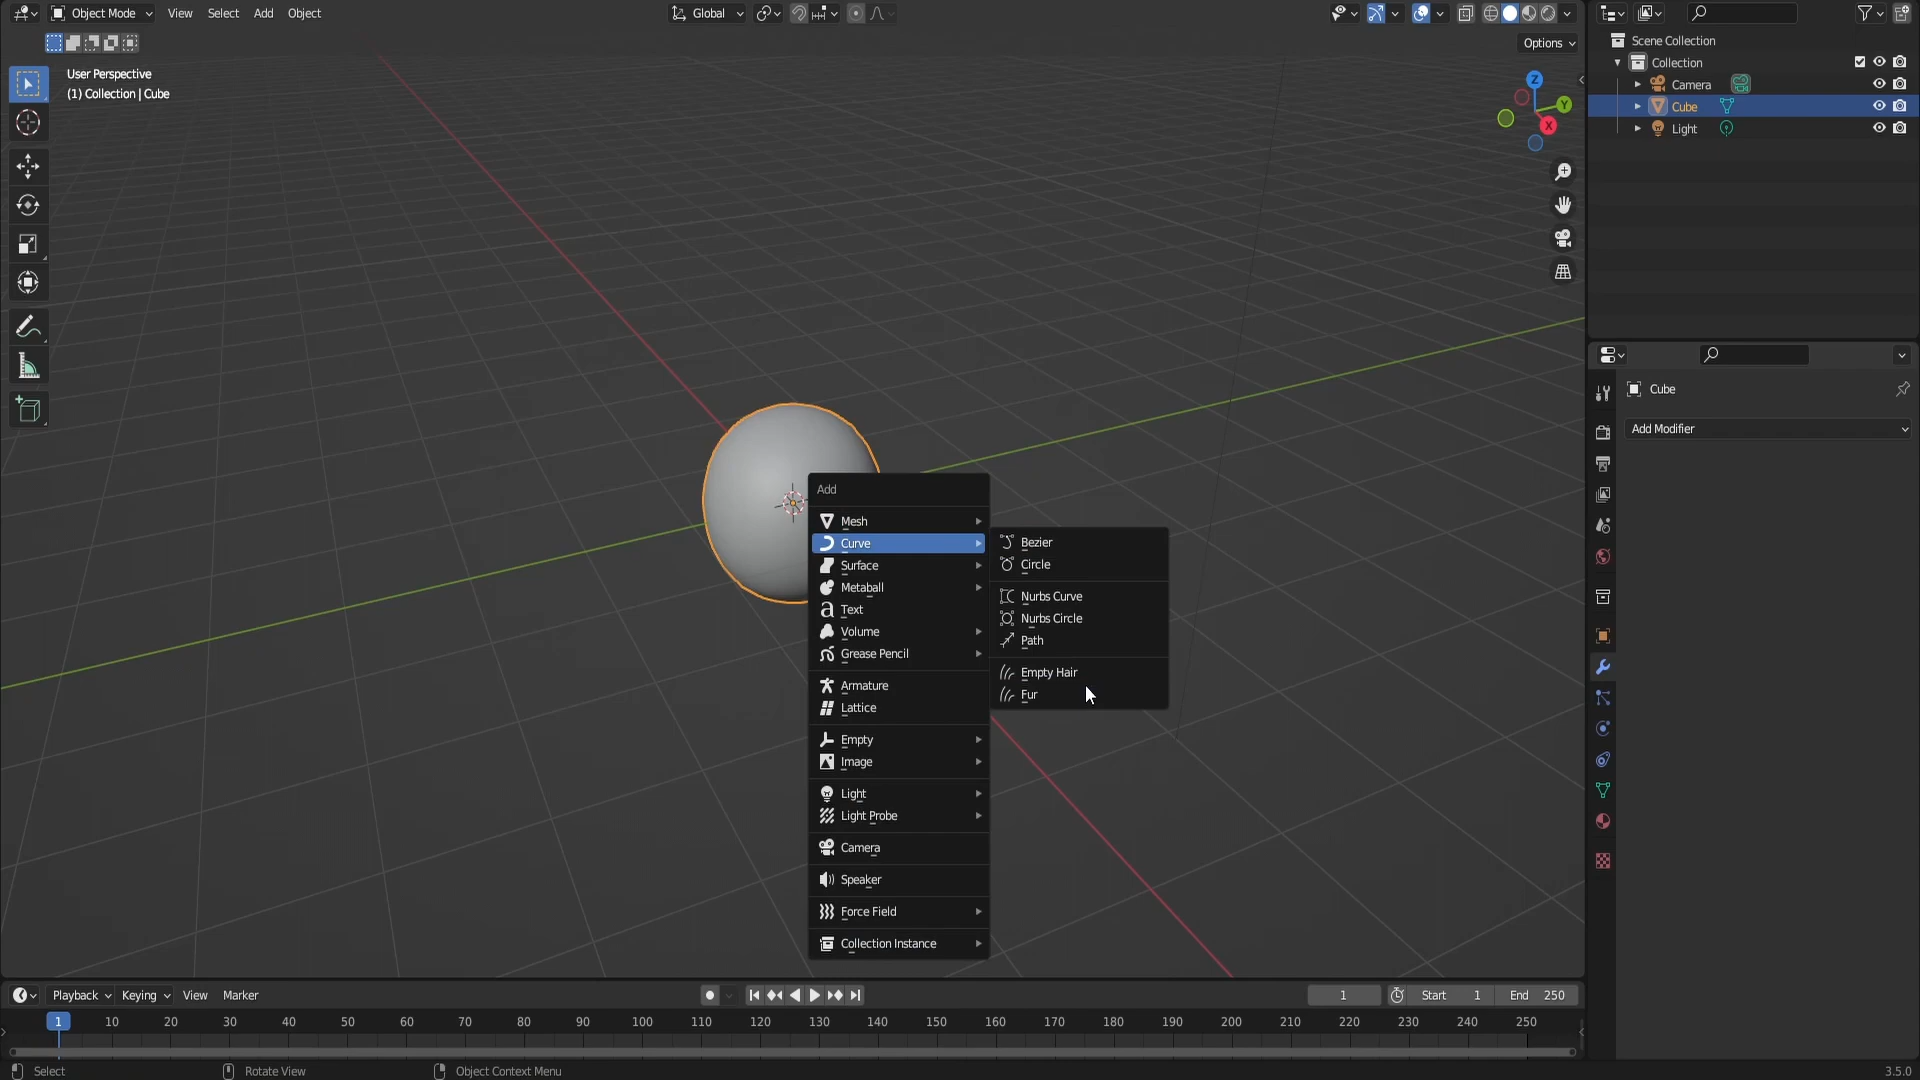 Object Mode View Select Add Object Global
Options
User Perspective
(1) Collection | Cube
Z
Y
X
Scene Collection
Collection
Camera
Cube
Light
Cube
Add Modifier
Add
Mesh
Curve
Surface
Metaball
Text
Volume
Grease Pencil
Armature
Lattice
Empty
Image
Light
Light Probe
Camera
Speaker
Force Field
Collection Instance
Bezier
Circle
Nurbs Curve
Nurbs Circle
Path
Empty Hair
Fur
Playback Keying View Marker 1 Start 1 End 250
1 10 20 30 40 50 60 70 80 90 100 110 120 130 140 150 160 170 180 190 200 210 220 230 240 250
Select Rotate View Object Context Menu 3.5.0